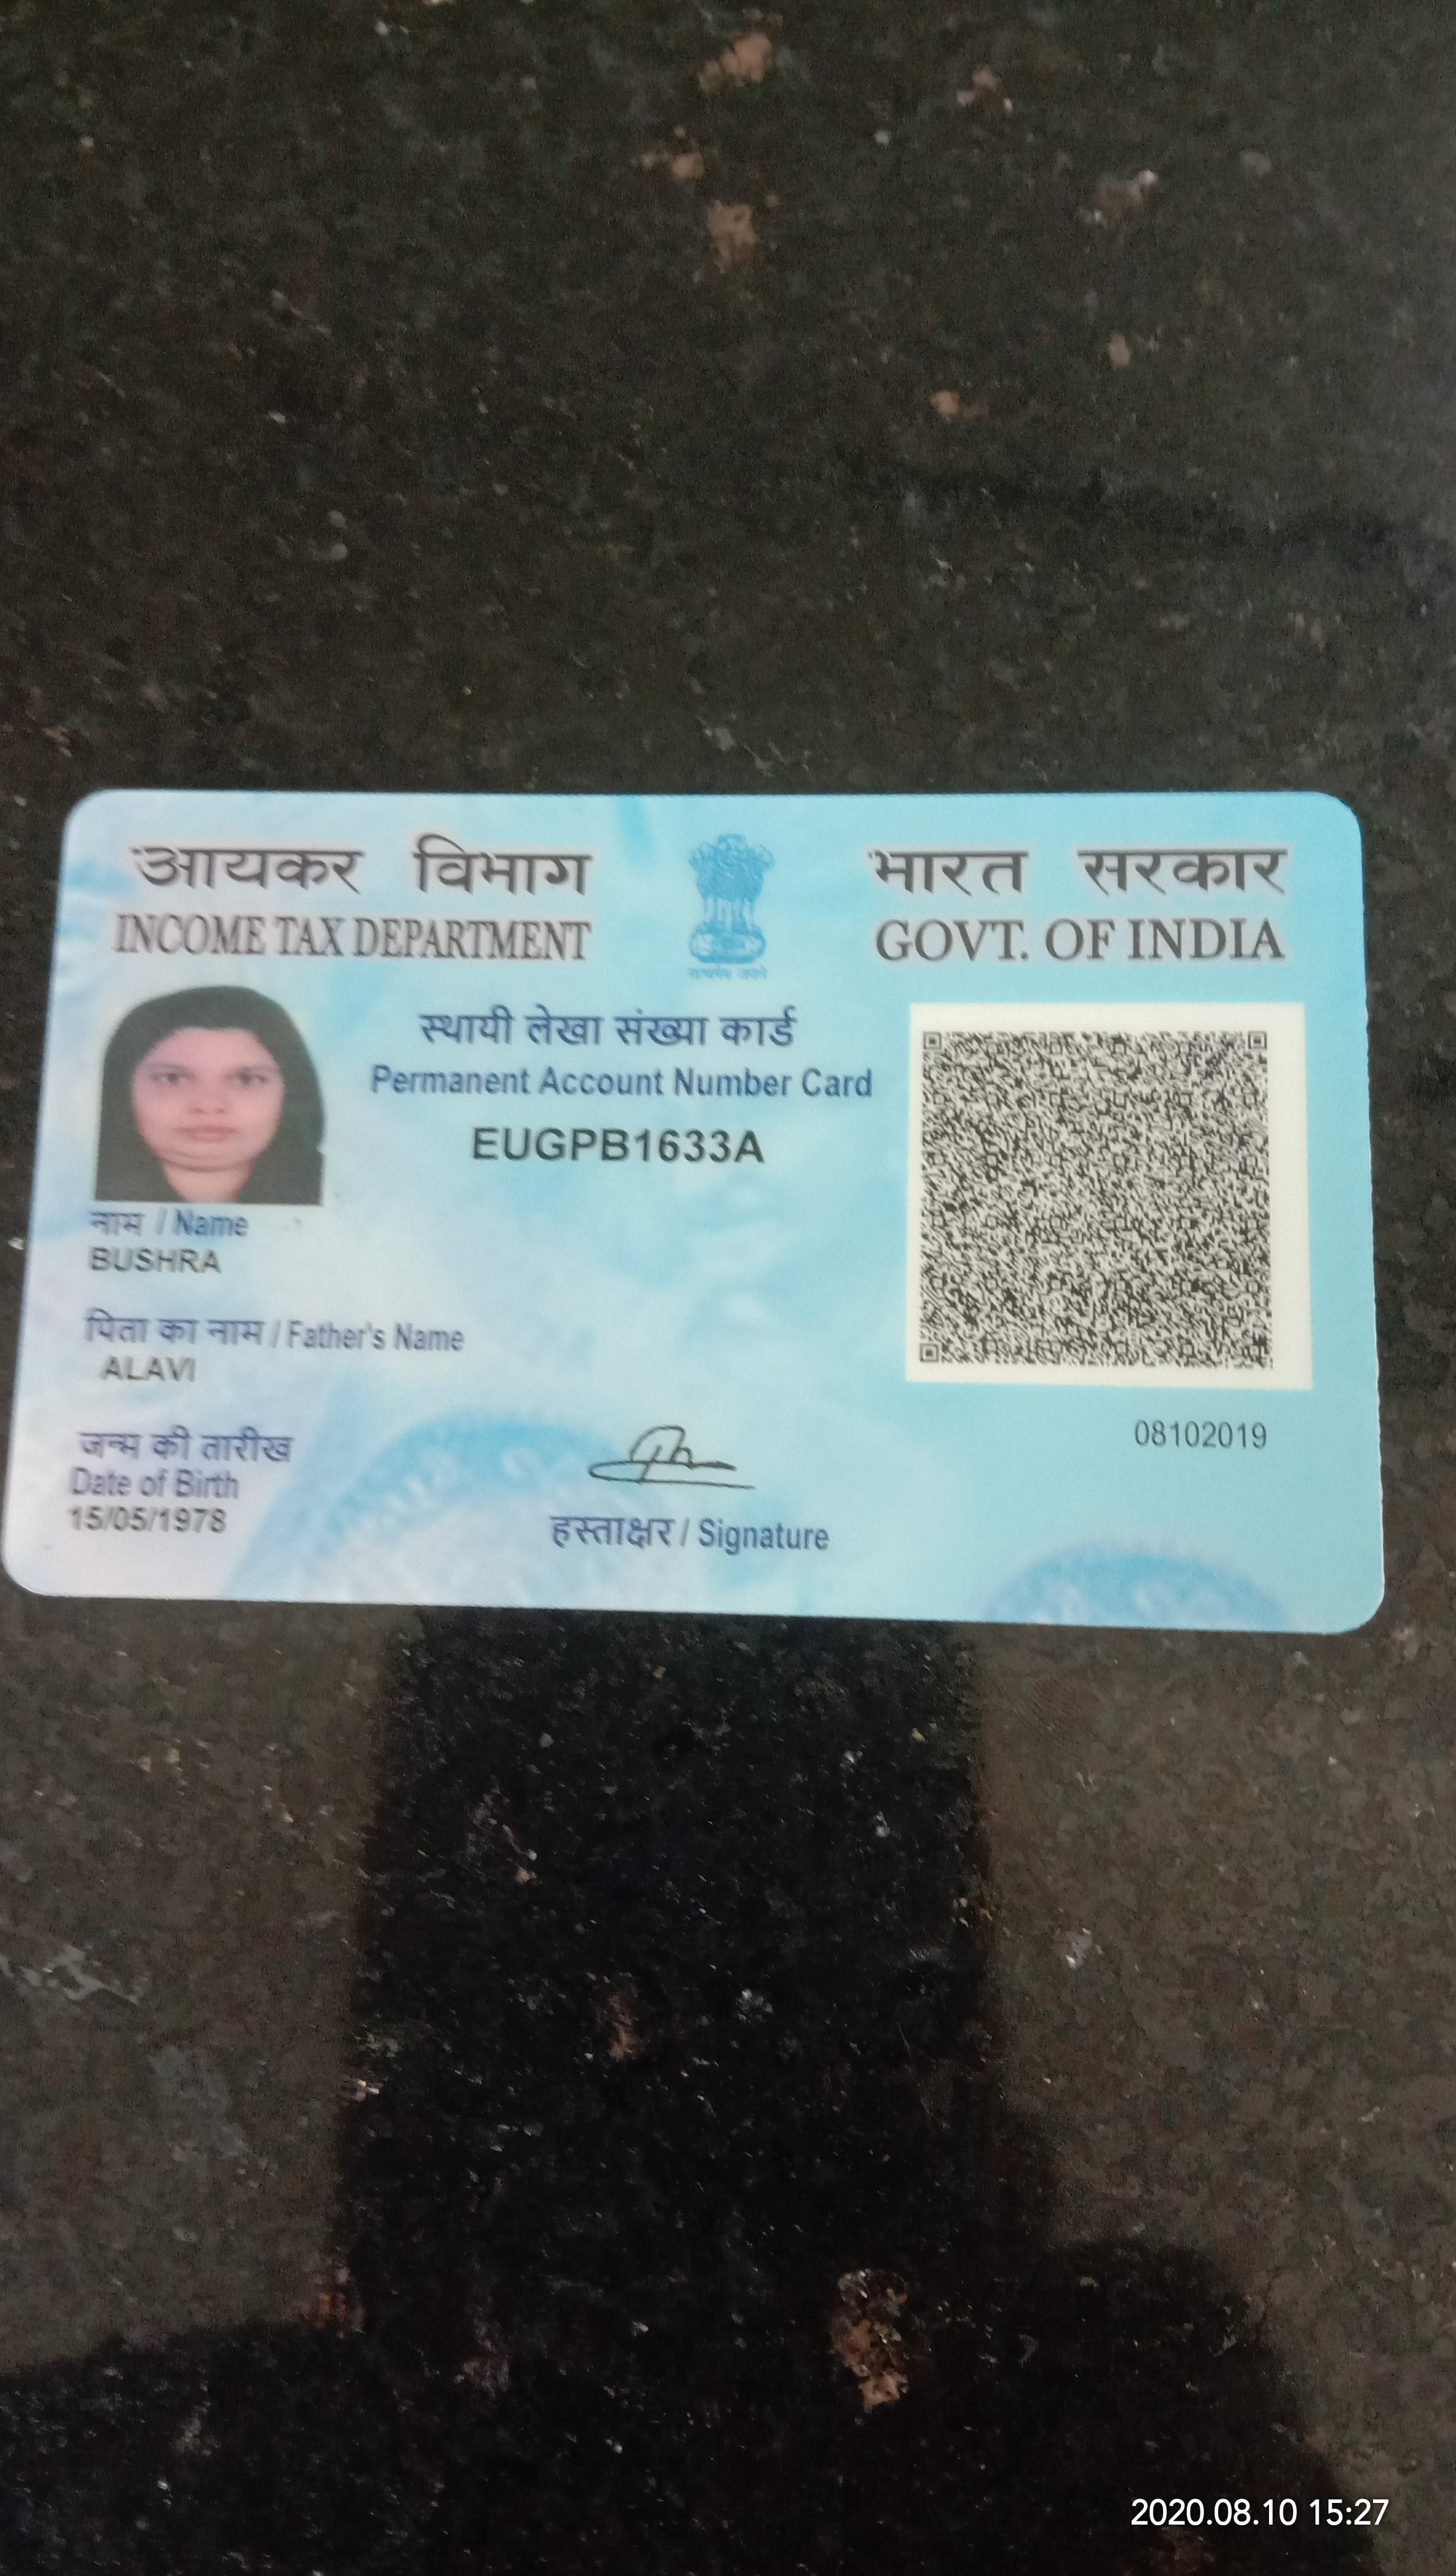 आयकर विभाग
INCOME TAX DEPARTMENT
भारत सरकार
GOVT. OF INDIA
सत्यमेव जयते
स्थायी लेखा संख्या कार्ड
Permanent Account Number Card
EUGPB1633A
नाम / Name
BUSHRA
पिता का नाम / Father's Name
ALAVI
जन्म की तारीख
Date of Birth
15/05/1978
हस्ताक्षर / Signature
08102019
2020.08.10 15:27